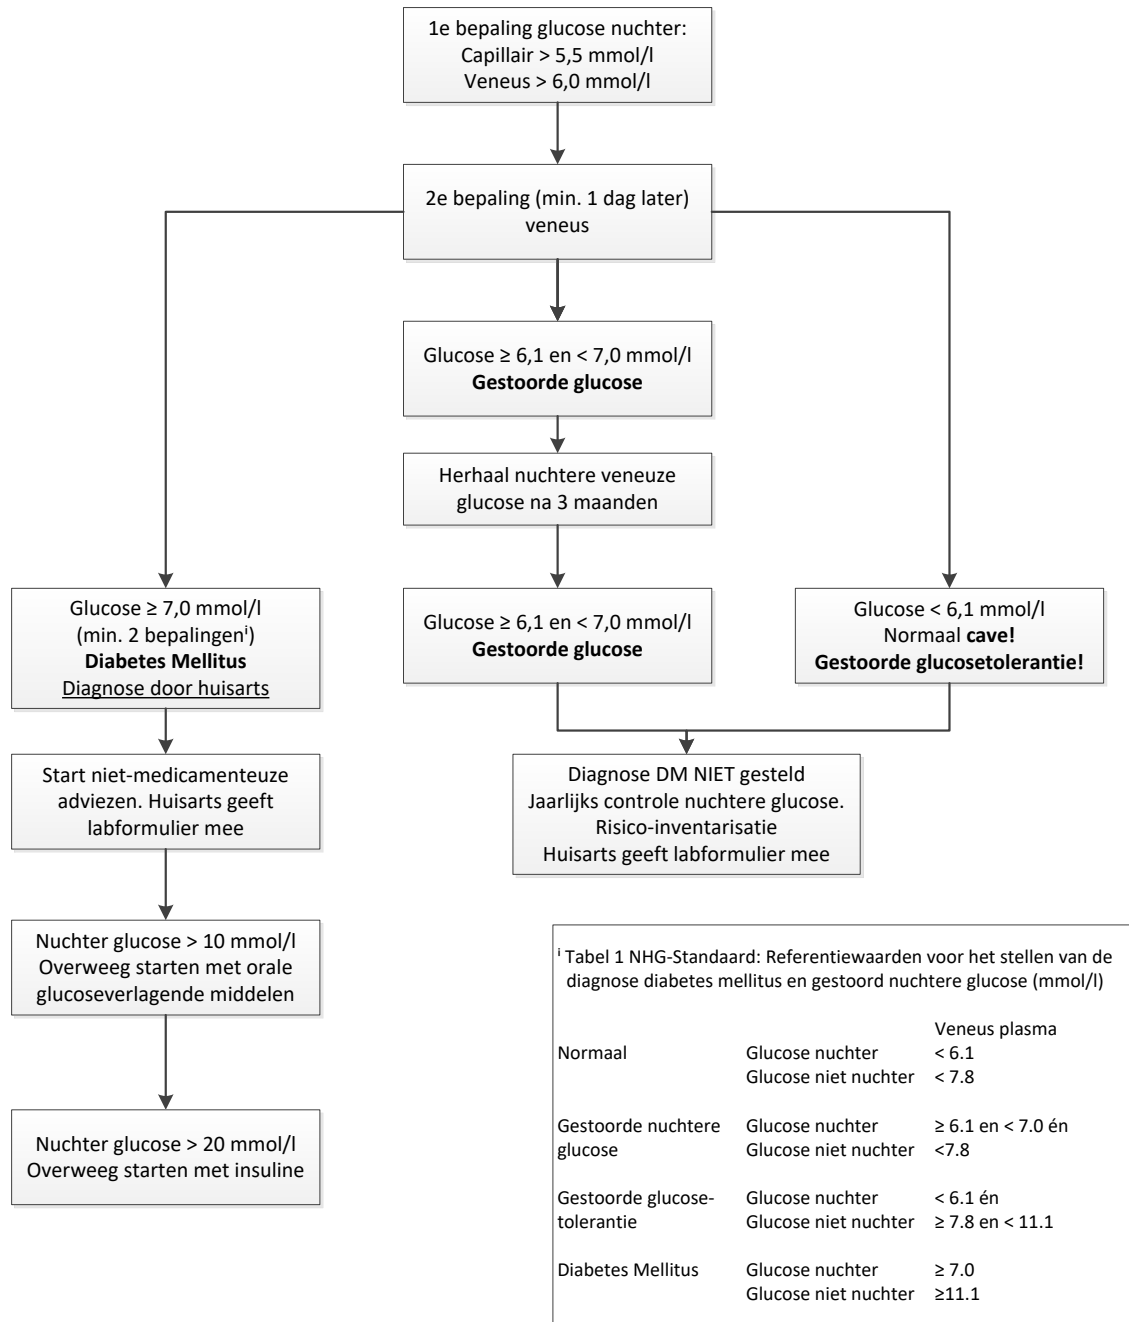 1e bepaling glucose nuchter:
Capillair > 5,5 mmol/l
Veneus > 6,0 mmol/l
2e bepaling (min. 1 dag later)
veneus
Glucose ≥ 6,1 en < 7,0 mmol/l
Gestoorde glucose
Herhaal nuchtere veneuze
glucose na 3 maanden
Glucose ≥ 7,0 mmol/l
(min. 2 bepalingenⁱ)
Diabetes Mellitus
Diagnose door huisarts
Glucose ≥ 6,1 en < 7,0 mmol/l
Gestoorde glucose
Glucose < 6,1 mmol/l
Normaal cave!
Gestoorde glucosetolerantie!
Start niet-medicamenteuze
adviezen. Huisarts geeft
labformulier mee
Diagnose DM NIET gesteld
Jaarlijks controle nuchtere glucose.
Risico-inventarisatie
Huisarts geeft labformulier mee
Nuchter glucose > 10 mmol/l
Overweeg starten met orale
glucoseverlagende middelen
Nuchter glucose > 20 mmol/l
Overweeg starten met insuline
ⁱ Tabel 1 NHG-Standaard: Referentiewaarden voor het stellen van de
diagnose diabetes mellitus en gestoord nuchtere glucose (mmol/l)
Veneus plasma
Normaal Glucose nuchter < 6.1
Glucose niet nuchter < 7.8
Gestoorde nuchtere Glucose nuchter ≥ 6.1 en < 7.0 én
glucose Glucose niet nuchter <7.8
Gestoorde glucose- Glucose nuchter < 6.1 én
tolerantie Glucose niet nuchter ≥ 7.8 en < 11.1
Diabetes Mellitus Glucose nuchter ≥ 7.0
Glucose niet nuchter ≥11.1